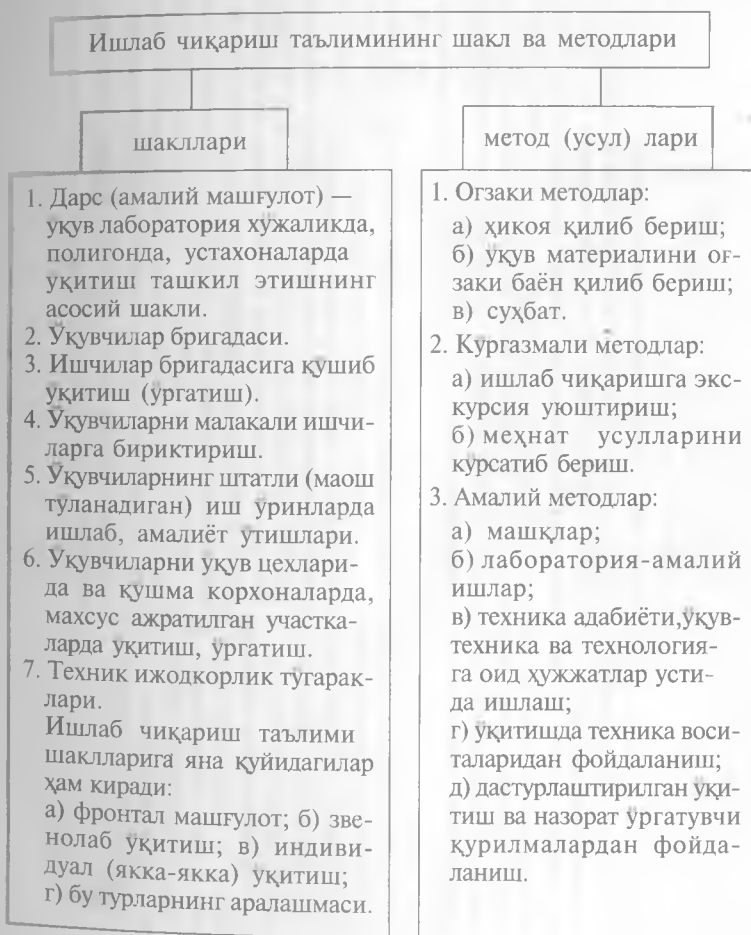 Ишлаб чиқариш таълимининг шакл ва методлари
шакллари
1. Дарс (амалий машғулот) —
ўқув лаборатория хужаликда,
полигонда, устахоналарда
ўқитиш ташкил этишнинг
асосий шакли.
2. Ўқувчилар бригадаси.
3. Ишчилар бригадасига қўшиб
ўқитиш (ўргатиш).
4. Ўқувчиларни малакали ишчи-
ларга бириктириш.
5. Ўқувчиларнинг штатли (маош
тўланадиган) иш ўринларда
ишлаб, амалиёт ўтишлари.
6. Ўқувчиларни ўқув цехлари-
да ва қўшма корхоналарда,
махсус ажратилган участка-
ларда ўқитиш, ўргатиш.
7. Техник ижодкорлик тўгарак-
лари.
Ишлаб чиқариш таълими
шаклларига яна қуйидагилар
ҳам киради:
а) фронтал машғулот; б) зве-
нолаб ўқитиш; в) индиви-
дуал (якка-якка) ўқитиш;
г) бу турларнинг аралашмаси.
метод (усул) лари
1. Оғзаки методлар:
а) ҳикоя қилиб бериш;
б) ўқув материалини оғ-
заки баён қилиб бериш;
в) суҳбат.
2. Кўргазмали методлар:
а) ишлаб чиқаришга экс-
курсия уюштириш;
б) меҳнат усулларини
кўрсатиб бериш.
3. Амалий методлар:
а) машқлар;
б) лаборатория-амалий
ишлар;
в) техника адабиёти,ўқув-
техника ва технология-
га оид ҳужжатлар усти-
да ишлаш;
г) ўқитишда техника воси-
таларидан фойдаланиш;
д) дастурлаштирилган ўқи-
тиш ва назорат ўргатувчи
қурилмалардан фойда-
ланиш.